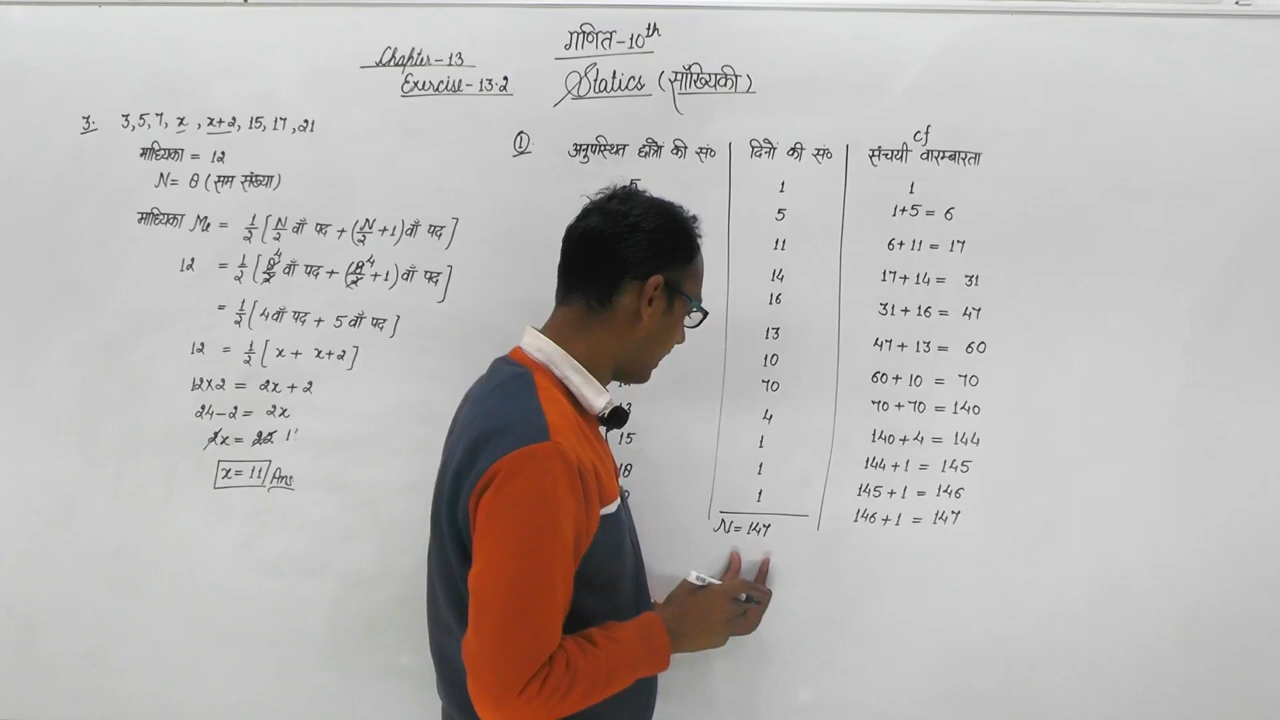 गणित-10th
Chapter-13
Exercise-13.2
Statics (साँख्यिकी)
3. 3,5,7, x , x+2, 15, 17 ,21
माध्यिका = 12
N= 8 (सम संख्या)
माध्यिका Me = 1/2 [N/2 वाँ पद + (N/2 +1) वाँ पद]
12 = 1/2 [8/2 4 वाँ पद + (8/2 4 +1) वाँ पद]
= 1/2 [4वाँ पद + 5वाँ पद]
12 = 1/2 [x + x+2]
12×2 = 2x + 2
24-2 = 2x
2x = 22 11
x = 11/Ans
① अनुपस्थित छात्रों की सं० | दिनों की सं० | cf संचयी वारम्बारता
5 1 1
5 1+5 = 6
11 6+11 = 17
14 17+14 = 31
16 31+16 = 47
13 47+13 = 60
10 60+10 = 70
70 70+70 = 140
4 140+4 = 144
15 1 144+1 = 145
18 1 145+1 = 146
1 146+1 = 147
N=147